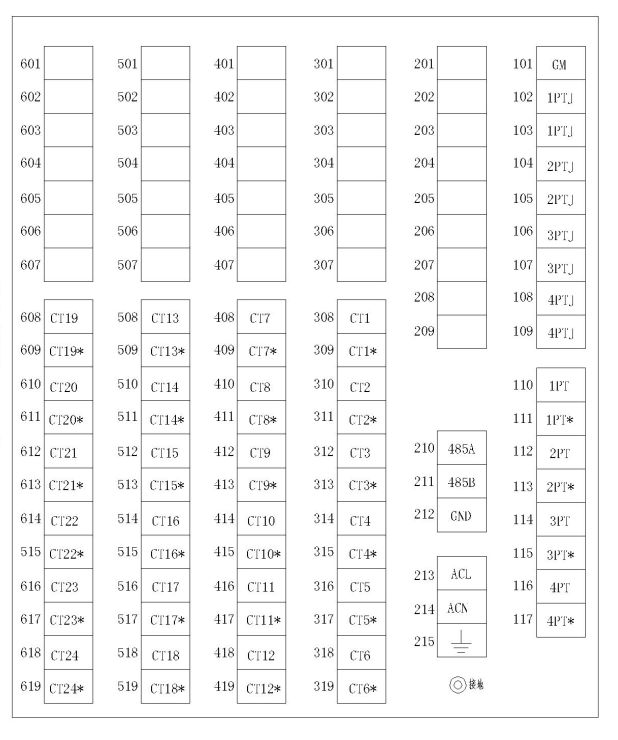 601 501 401 301 201 101 GM
602 502 402 302 202 102 1PTJ
603 503 403 303 203 103 1PTJ
604 504 404 304 204 104 2PTJ
605 505 405 305 205 105 2PTJ
606 506 406 306 206 106 3PTJ
607 507 407 307 207 107 3PTJ
208 108 4PTJ
608 CT19 508 CT13 408 CT7 308 CT1
209 109 4PTJ
609 CT19* 509 CT13* 409 CT7* 309 CT1*
610 CT20 510 CT14 410 CT8 310 CT2 110 1PT
611 CT20* 511 CT14* 411 CT8* 311 CT2* 111 1PT*
612 CT21 512 CT15 412 CT9 312 CT3 210 485A 112 2PT
613 CT21* 513 CT15* 413 CT9* 313 CT3* 211 485B 113 2PT*
614 CT22 514 CT16 414 CT10 314 CT4 212 GND 114 3PT
515 CT22* 515 CT16* 415 CT10* 315 CT4* 115 3PT*
616 CT23 516 CT17 416 CT11 316 CT5 213 ACL 116 4PT
617 CT23* 517 CT17* 417 CT11* 317 CT5* 214 ACN 117 4PT*
618 CT24 518 CT18 418 CT12 318 CT6 215
619 CT24* 519 CT18* 419 CT12* 319 CT6* 接地